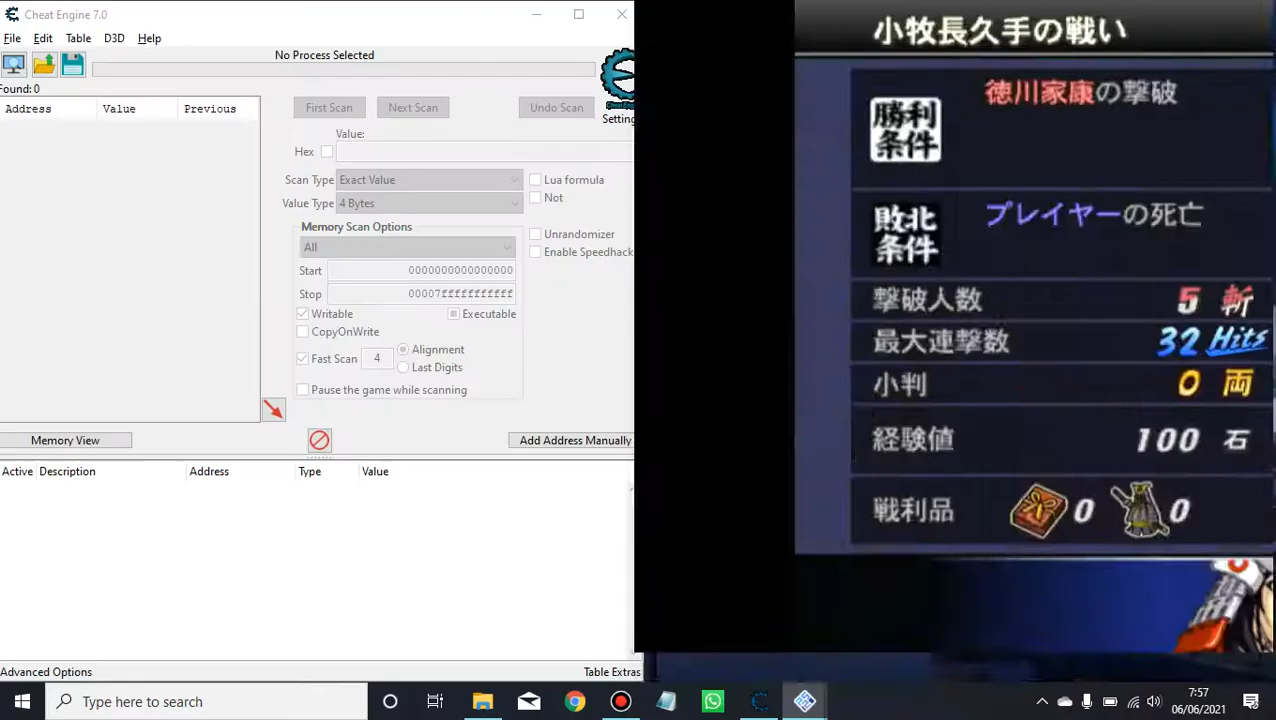 Cheat Engine 7.0
File Edit Table D3D Help
No Process Selected
Found: 0
Address Value Previous
First Scan Next Scan Undo Scan
Settin
Value:
Hex
Scan Type Exact Value
Lua formula
Value Type 4 Bytes
Not
Memory Scan Options
All
Unrandomizer
Enable Speedhack
Start 0000000000000000
Stop 00007fffffffffff
Writable Executable
CopyOnWrite
Fast Scan 4 Alignment
Last Digits
Pause the game while scanning
Memory View
Add Address Manually
Active Description Address Type Value
Advanced Options
Table Extras
小牧長久手の戦い
勝利条件
徳川家康の撃破
敗北条件
プレイヤーの死亡
撃破人数 5 斬
最大連撃数 32 Hits
小判 0 両
経験値 100 石
戦利品 0 0
Type here to search
7:57
06/06/2021